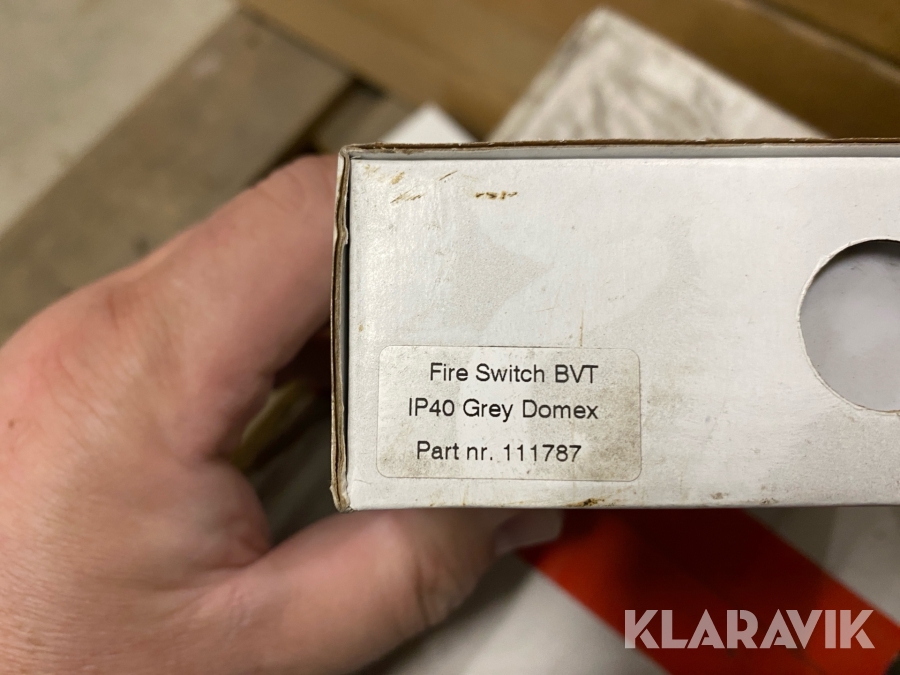 Fire Switch BVT
IP40 Grey Domex
Part nr. 111787
KLARAVIK